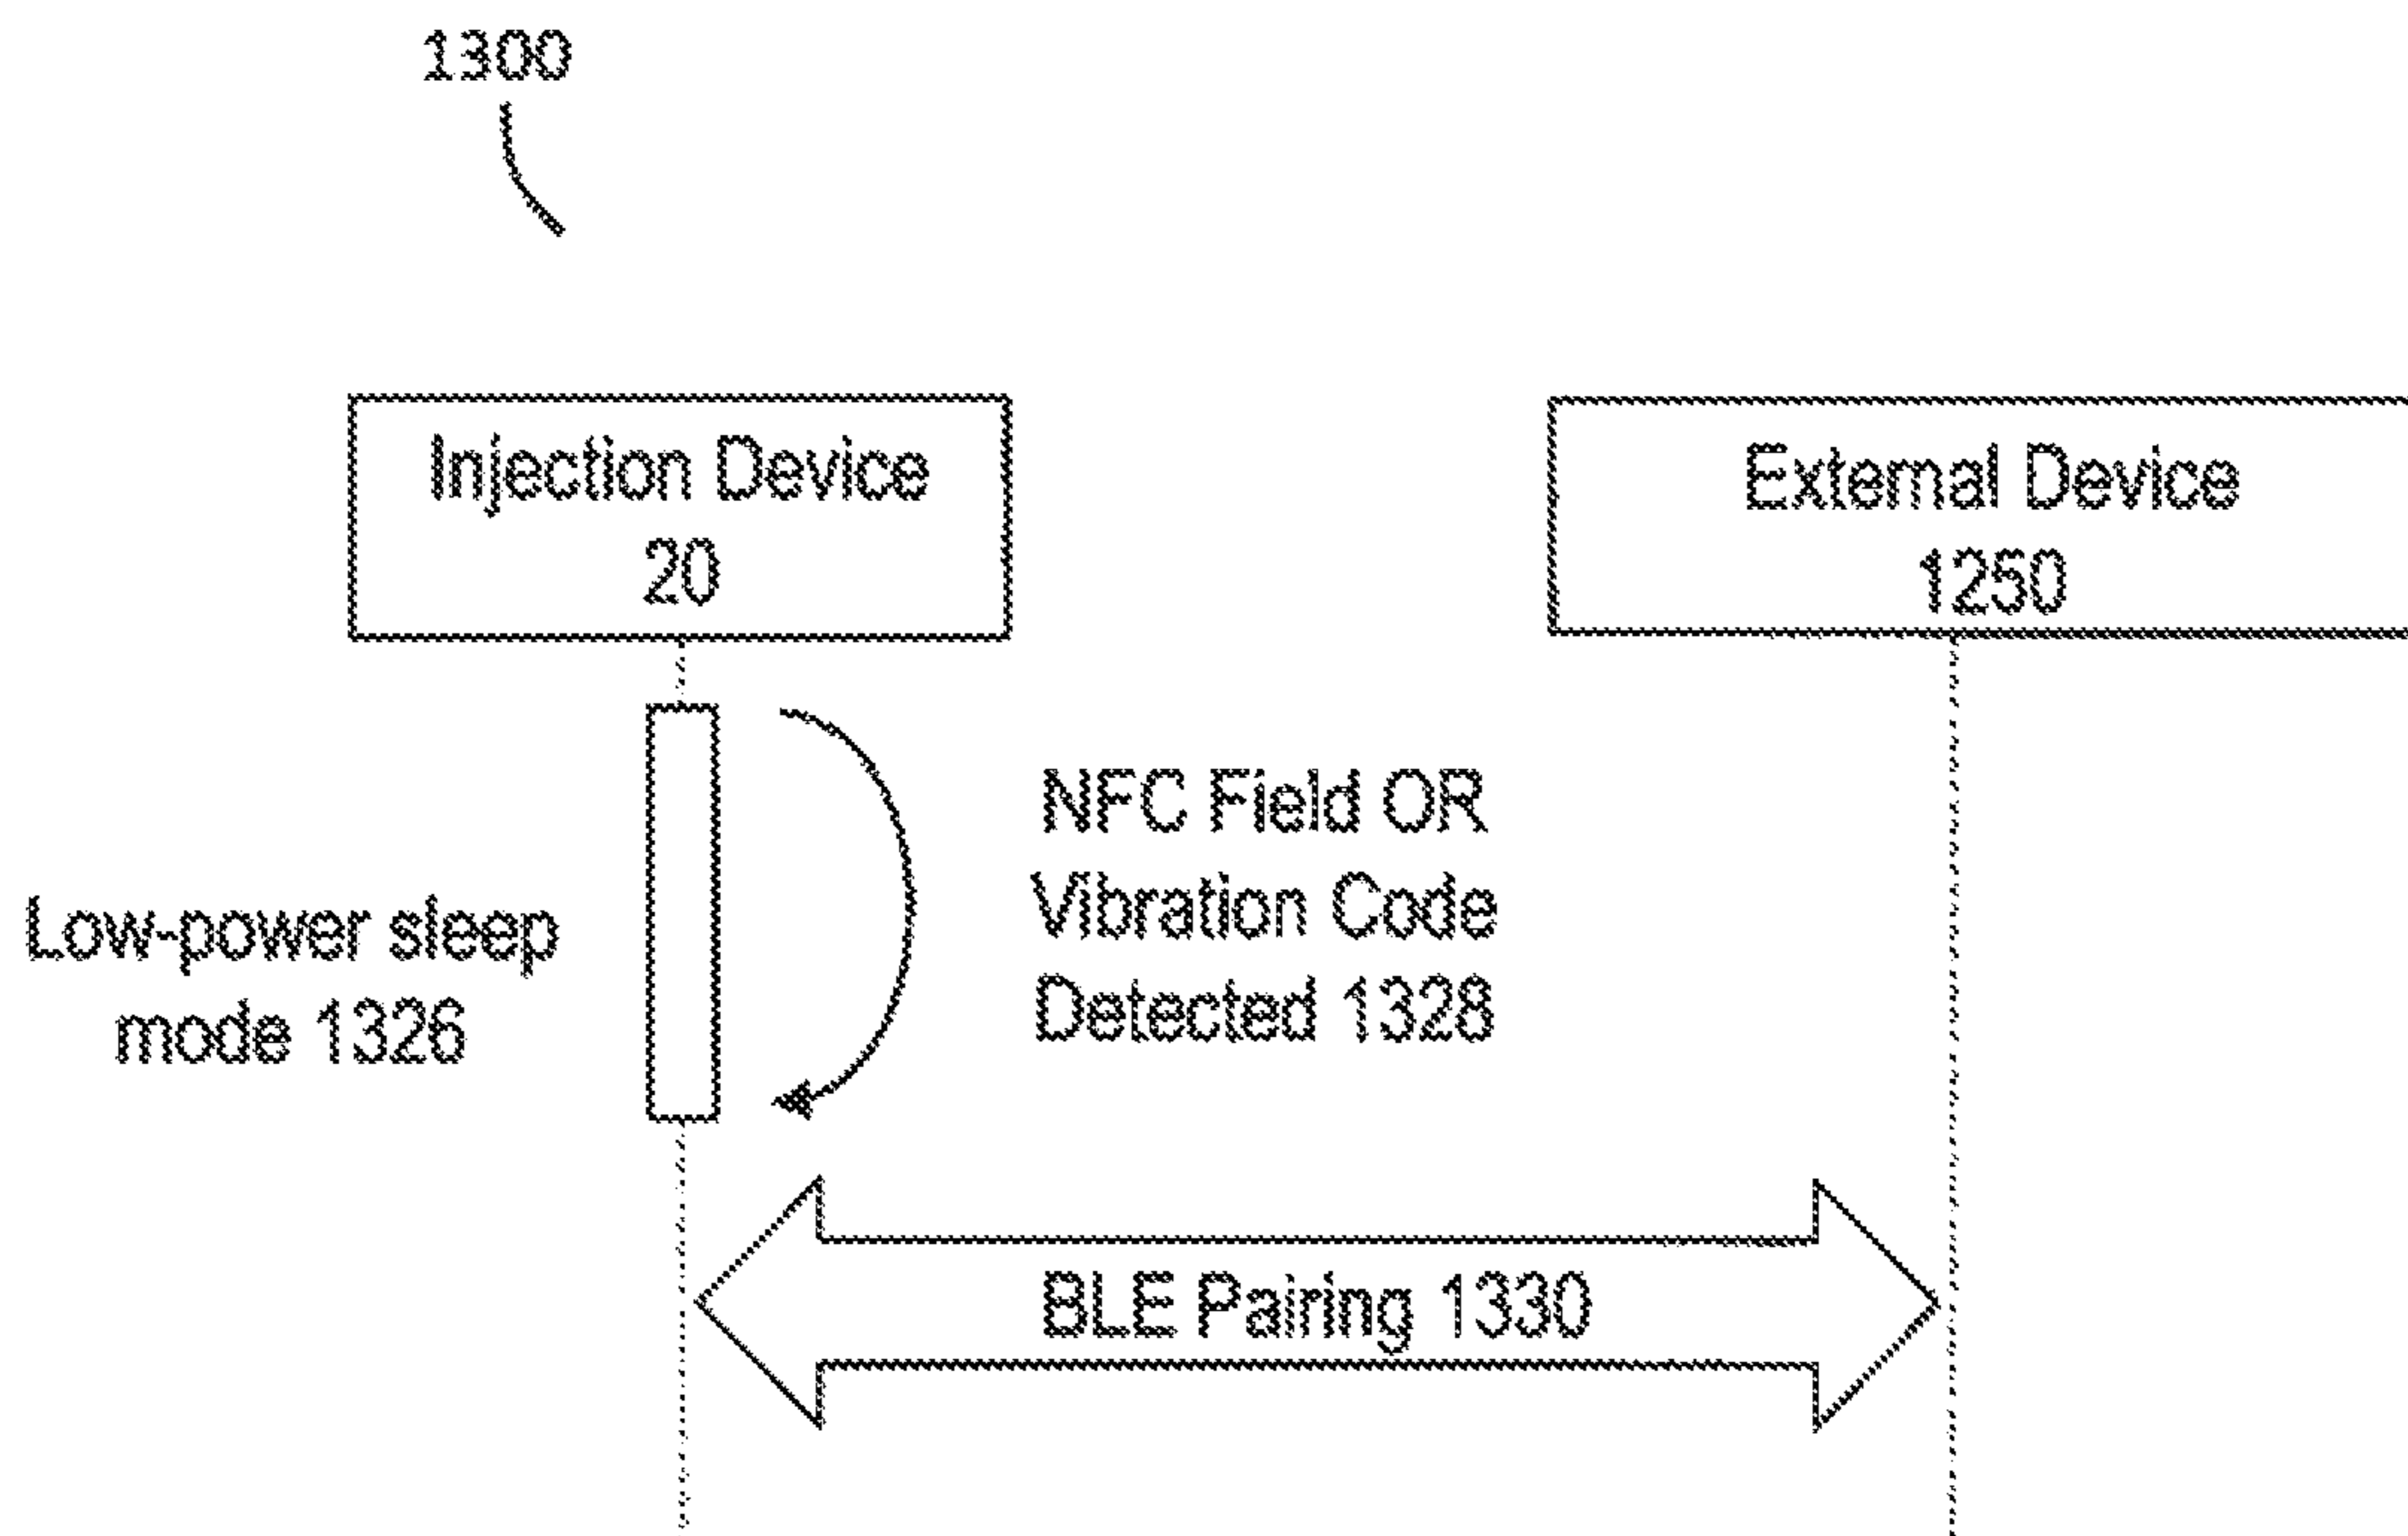 1300
Injection Device
20
External Device
1250
NFC Field OR
Vibration Code
Detected 1328
Low-power sleep
mode 1326
BLE Pairing 1330